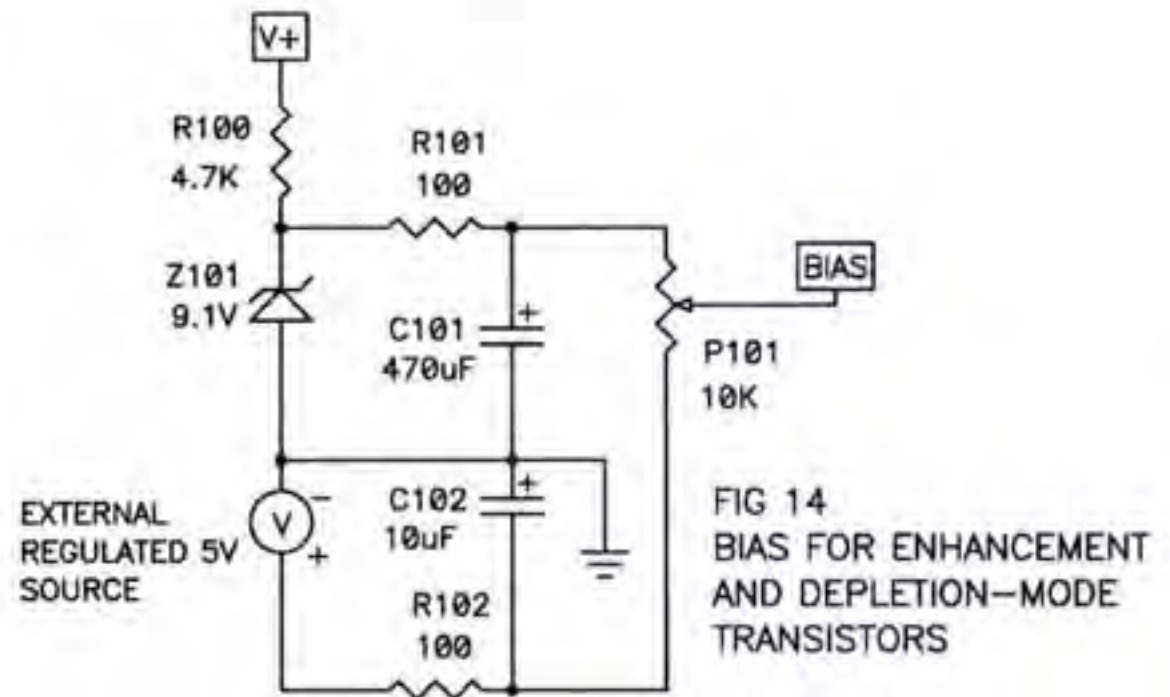 V+
R100
4.7K
R101
100
Z101
9.1V
BIAS
+
C101
470uF
P101
10K
EXTERNAL
REGULATED 5V
SOURCE
V
-
+
+
C102
10uF
R102
100
FIG 14
BIAS FOR ENHANCEMENT
AND DEPLETION-MODE
TRANSISTORS